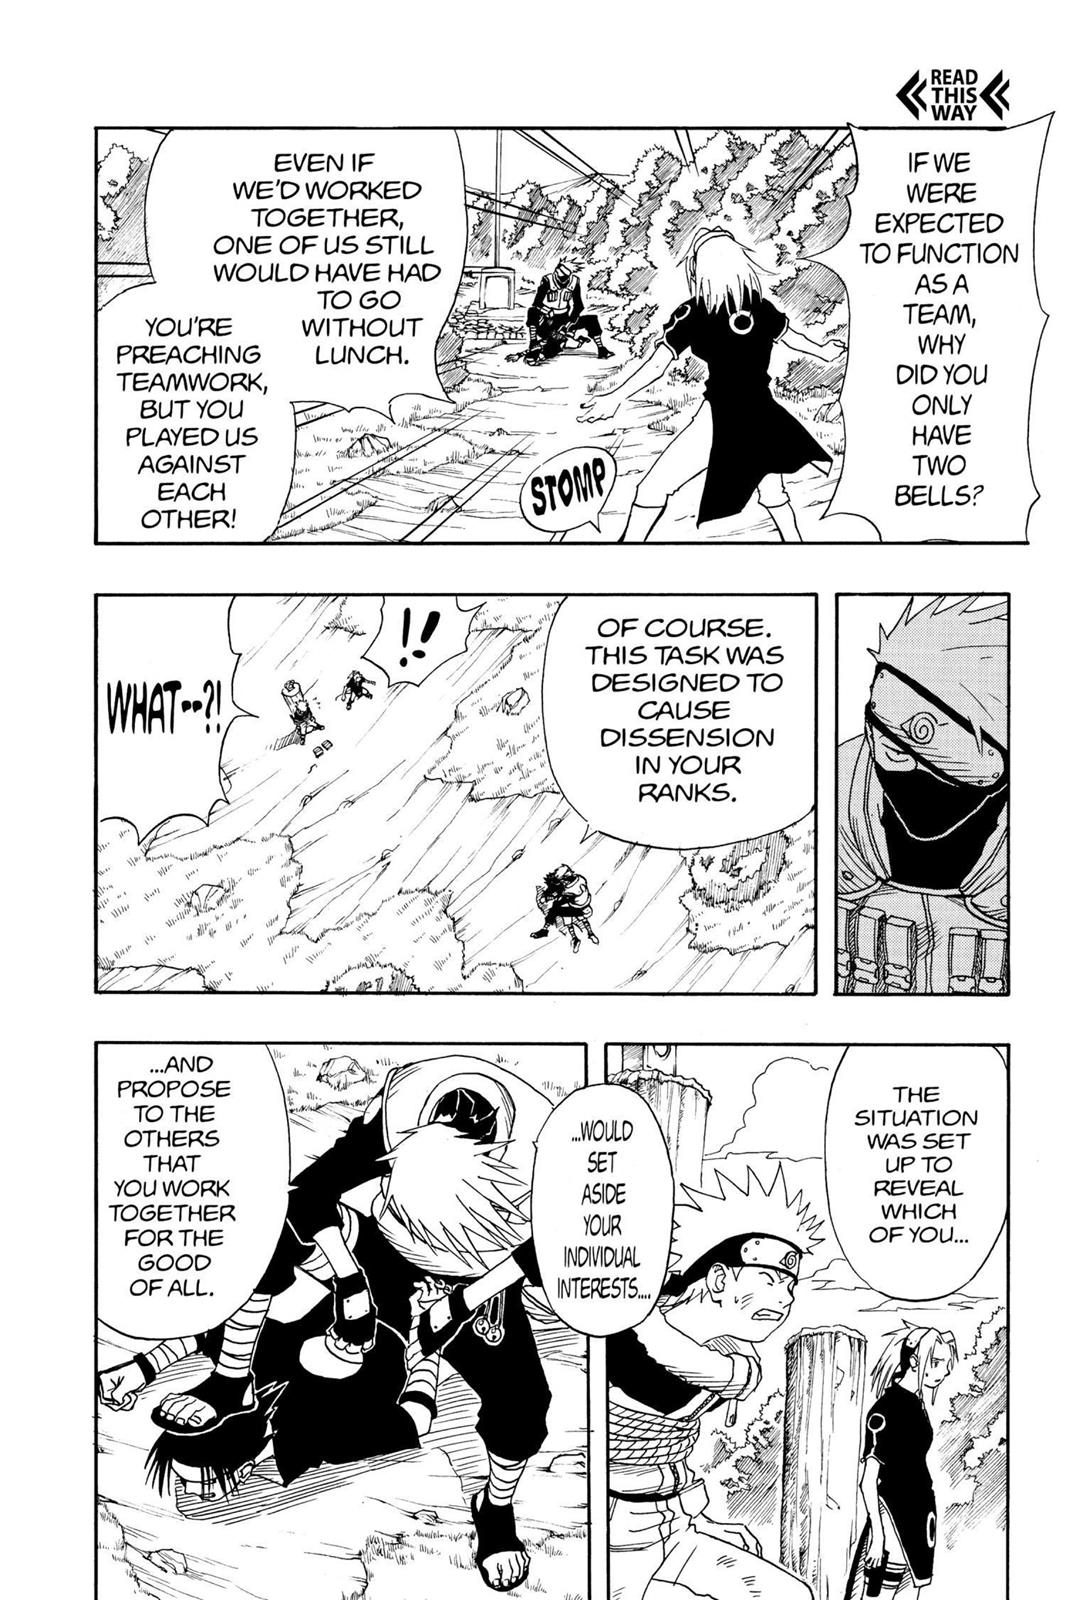 READ
THIS
WAY
IF WE
WERE
EXPECTED
TO FUNCTION
AS A
TEAM,
WHY
DID YOU
ONLY
HAVE
TWO
BELLS?
EVEN IF
WE'D WORKED
TOGETHER,
ONE OF US STILL
WOULD HAVE HAD
TO GO
WITHOUT
LUNCH.
YOU'RE
PREACHING
TEAMWORK,
BUT YOU
PLAYED US
AGAINST
EACH
OTHER!
STOMP
OF COURSE.
THIS TASK WAS
DESIGNED TO
CAUSE
DISSENSION
IN YOUR
RANKS.
!!
WHAT--?!
THE
SITUATION
WAS SET
UP TO
REVEAL
WHICH
OF YOU...
...WOULD
SET
ASIDE
YOUR
INDIVIDUAL
INTERESTS....
...AND
PROPOSE
TO THE
OTHERS
THAT
YOU WORK
TOGETHER
FOR THE
GOOD
OF ALL.